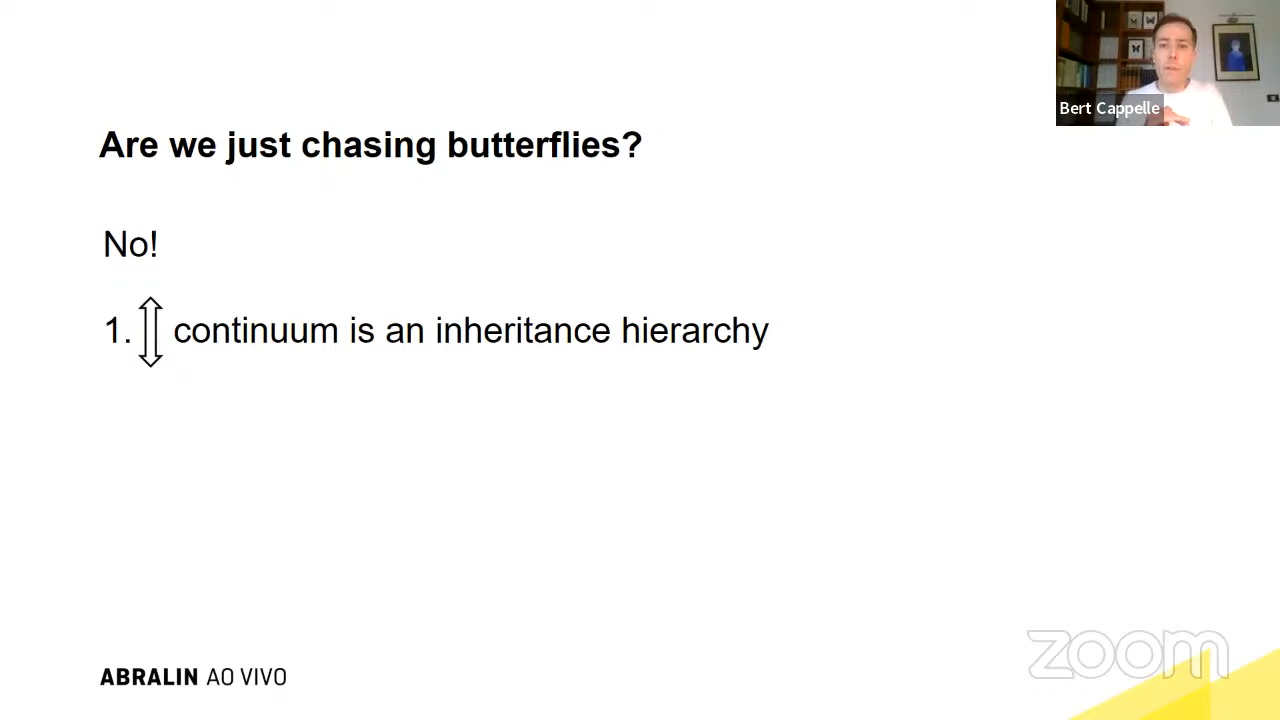 Bert Cappelle
Are we just chasing butterflies?
No!
1. continuum is an inheritance hierarchy
ABRALIN AO VIVO
zoom